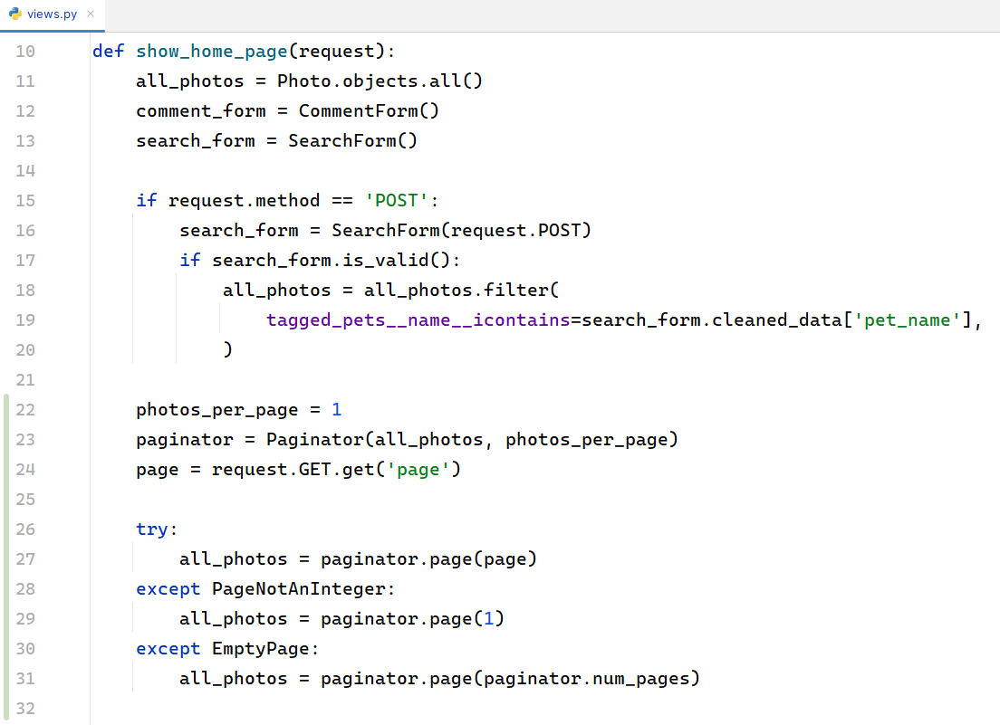 views.py ×
10 def show_home_page(request):
11     all_photos = Photo.objects.all()
12     comment_form = CommentForm()
13     search_form = SearchForm()
14
15     if request.method == 'POST':
16         search_form = SearchForm(request.POST)
17         if search_form.is_valid():
18             all_photos = all_photos.filter(
19                 tagged_pets__name__icontains=search_form.cleaned_data['pet_name'],
20             )
21
22     photos_per_page = 1
23     paginator = Paginator(all_photos, photos_per_page)
24     page = request.GET.get('page')
25
26     try:
27         all_photos = paginator.page(page)
28     except PageNotAnInteger:
29         all_photos = paginator.page(1)
30     except EmptyPage:
31         all_photos = paginator.page(paginator.num_pages)
32